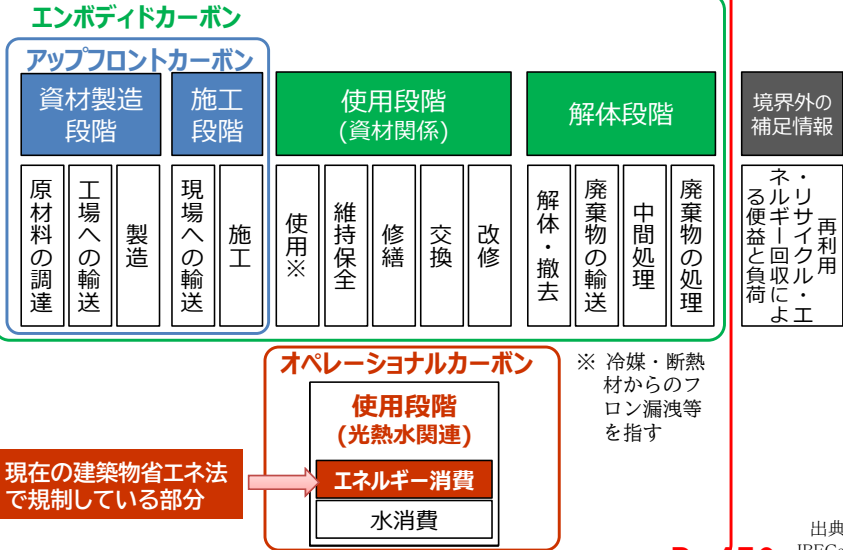 エンボディドカーボン
アップフロントカーボン
資材製造
段階
施工
段階
使用段階
(資材関係)
解体段階
境界外の
補足情報
原材料の調達
工場への輸送
製造
現場への輸送
施工
使用※
維持保全
修繕
交換
改修
解体・撤去
廃棄物の輸送
中間処理
廃棄物の処理
再利用
・リサイクル・エ
ネルギー回収によ
る便益と負荷
オペレーショナルカーボン
使用段階
(光熱水関連)
エネルギー消費
水消費
※ 冷媒・断熱
材からのフ
ロン漏洩等
を指す
現在の建築物省エネ法
で規制している部分
出典